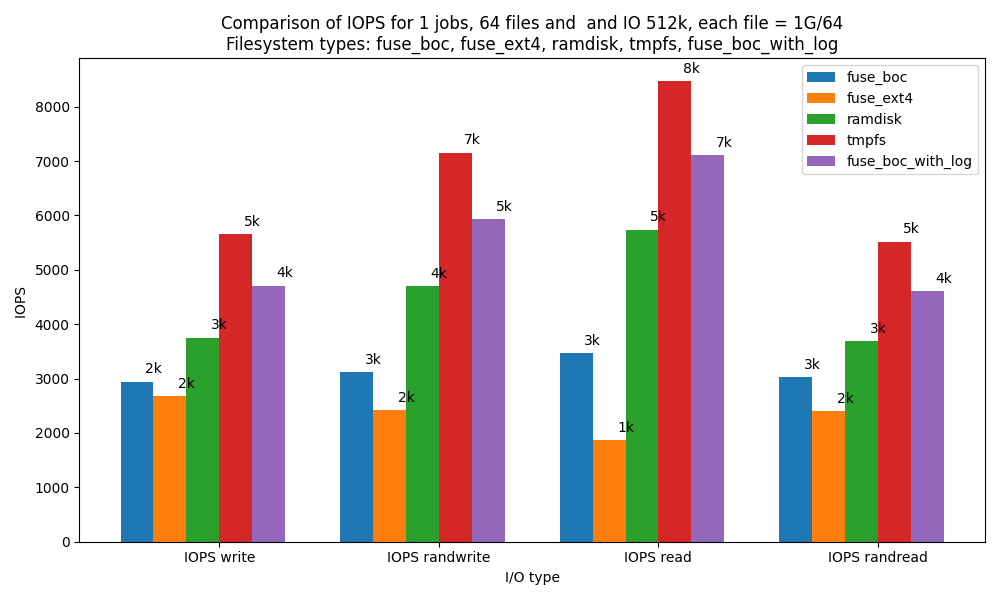 Comparison of IOPS for 1 jobs, 64 files and  and IO 512k, each file = 1G/64
Filesystem types: fuse_boc, fuse_ext4, ramdisk, tmpfs, fuse_boc_with_log
fuse_boc
fuse_ext4
ramdisk
tmpfs
fuse_boc_with_log
IOPS
8000
7000
6000
5000
4000
3000
2000
1000
0
2k
2k
3k
5k
4k
3k
2k
4k
7k
5k
3k
1k
5k
8k
7k
3k
2k
3k
5k
4k
IOPS write
IOPS randwrite
IOPS read
IOPS randread
I/O type